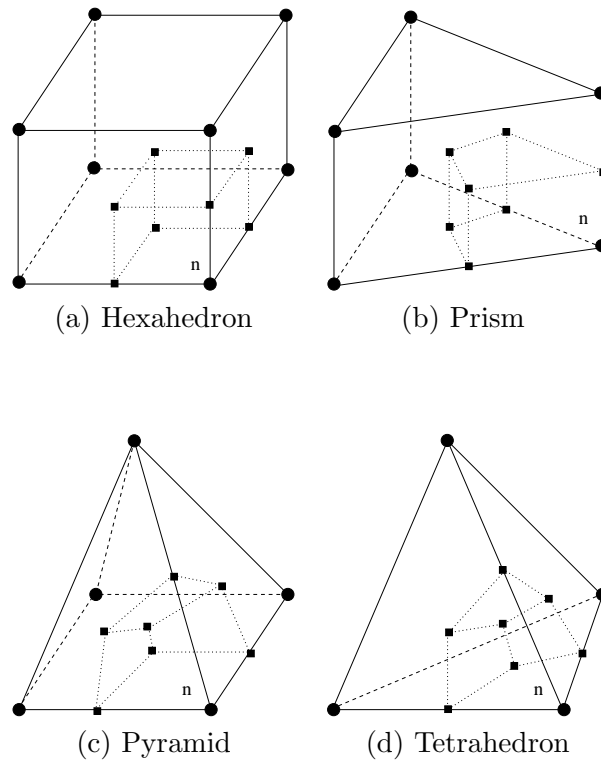 n
n
(a) Hexahedron
(b) Prism
n
n
(c) Pyramid
(d) Tetrahedron